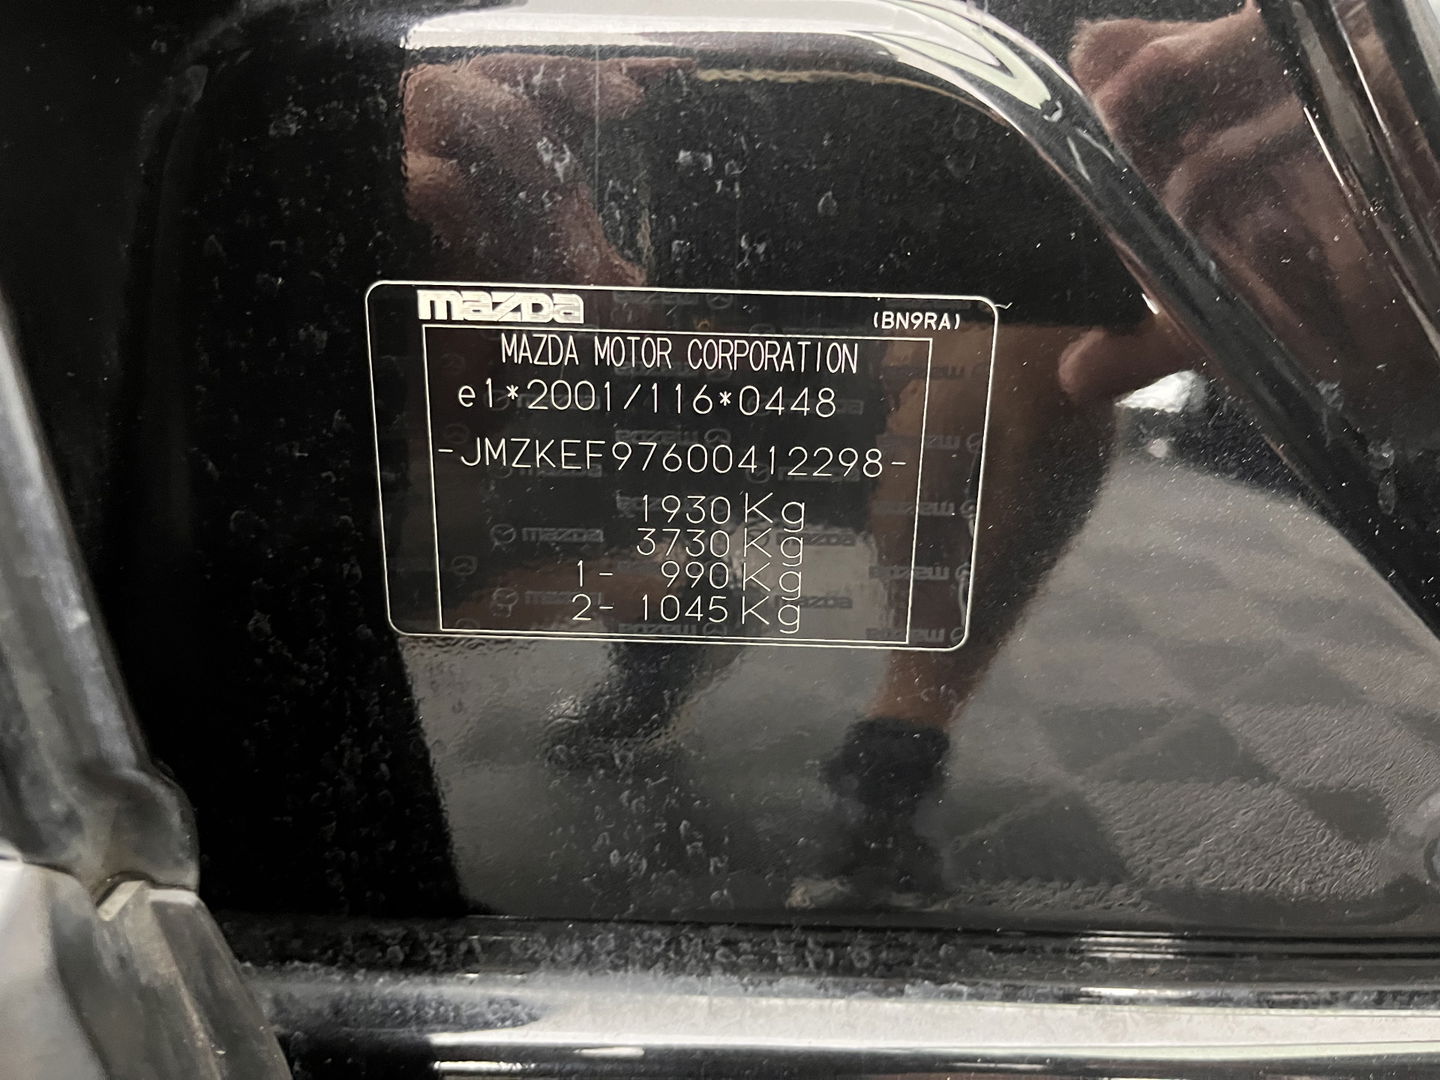 mazda (BN9RA)
MAZDA MOTOR CORPORATION
e1*2001/116*0448
-JMZKEF97600412298-
1930 Kg
3730 Kg
1- 990 Kg
2- 1045 Kg